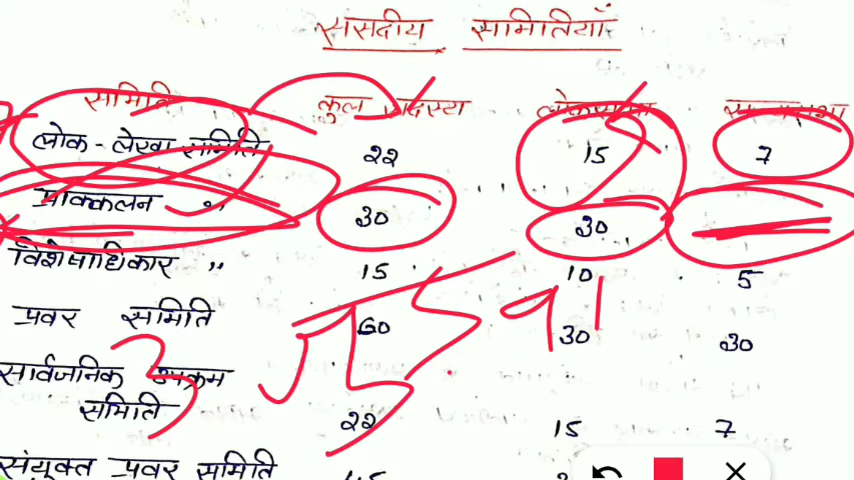 संसदीय समितियाँ
समिति कुल सदस्य लोकसभा राज्यसभा
लोक - लेखा समिति 22 15 7
प्राक्कलन " 30 30
विशेषाधिकार " 15 10 5
प्रवर समिति 60 30 30
सार्वजनिक उपक्रम
समिति 22 15 7
संयुक्त प्रवर समिति